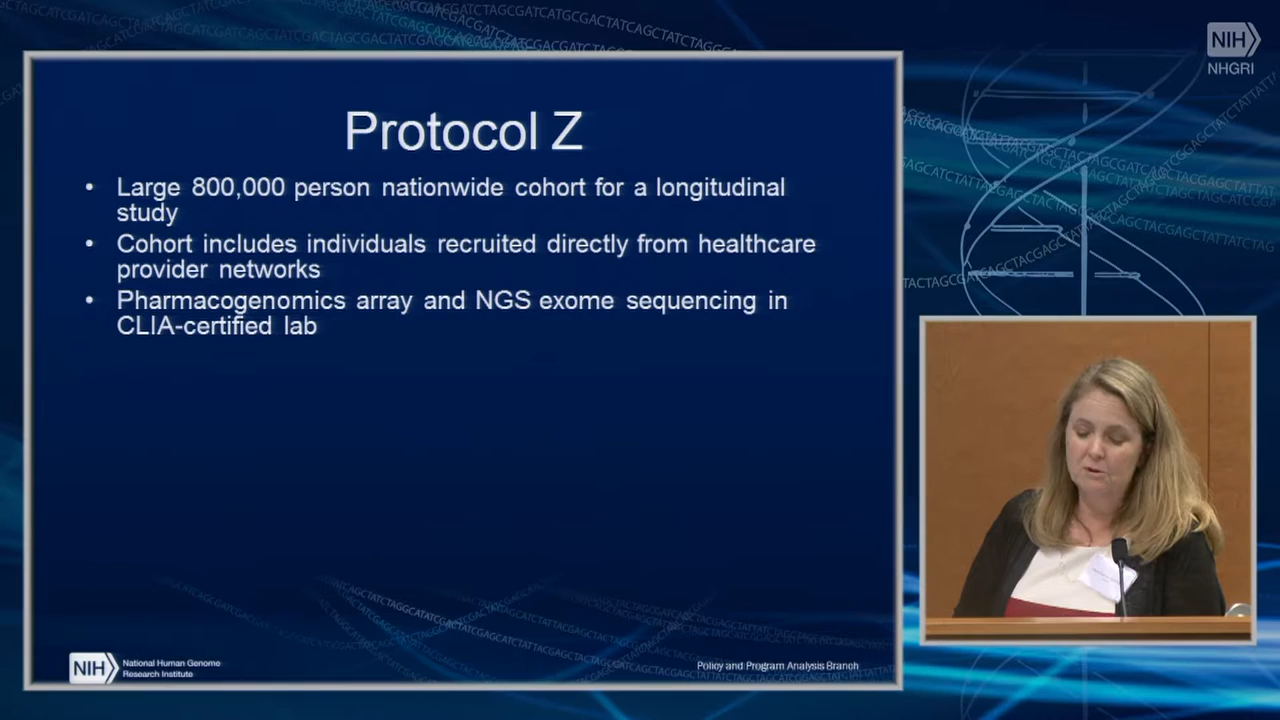 NIH
NHGRI
Protocol Z
• Large 800,000 person nationwide cohort for a longitudinal
study
• Cohort includes individuals recruited directly from healthcare
provider networks
• Pharmacogenomics array and NGS exome sequencing in
CLIA-certified lab
NIH
National Human Genome
Research Institute
Policy and Program Analysis Branch